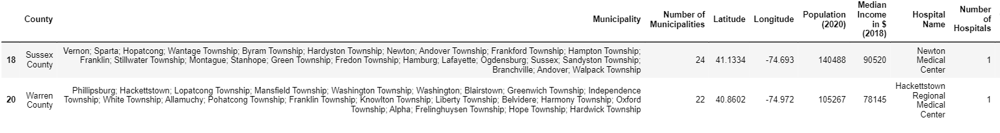 County Municipality Number of Municipalities Latitude Longitude Population (2020) Median Income in $ (2018) Hospital Name Number of Hospitals
18 Sussex County Vernon; Sparta; Hopatcong; Wantage Township; Byram Township; Hardyston Township; Newton; Andover Township; Frankford Township; Hampton Township; Franklin; Stillwater Township; Montague; Stanhope; Green Township; Fredon Township; Hamburg; Lafayette; Ogdensburg; Sussex; Sandyston Township; Branchville; Andover; Walpack Township 24 41.1334 -74.693 140488 90520 Newton Medical Center 1
20 Warren County Phillipsburg; Hackettstown; Lopatcong Township; Mansfield Township; Washington Township; Washington; Blairstown; Greenwich Township; Independence Township; White Township; Allamuchy; Pohatcong Township; Franklin Township; Knowlton Township; Liberty Township; Belvidere; Harmony Township; Oxford Township; Alpha; Frelinghuysen Township; Hope Township; Hardwick Township 22 40.8602 -74.972 105267 78145 Hackettstown Regional Medical Center 1